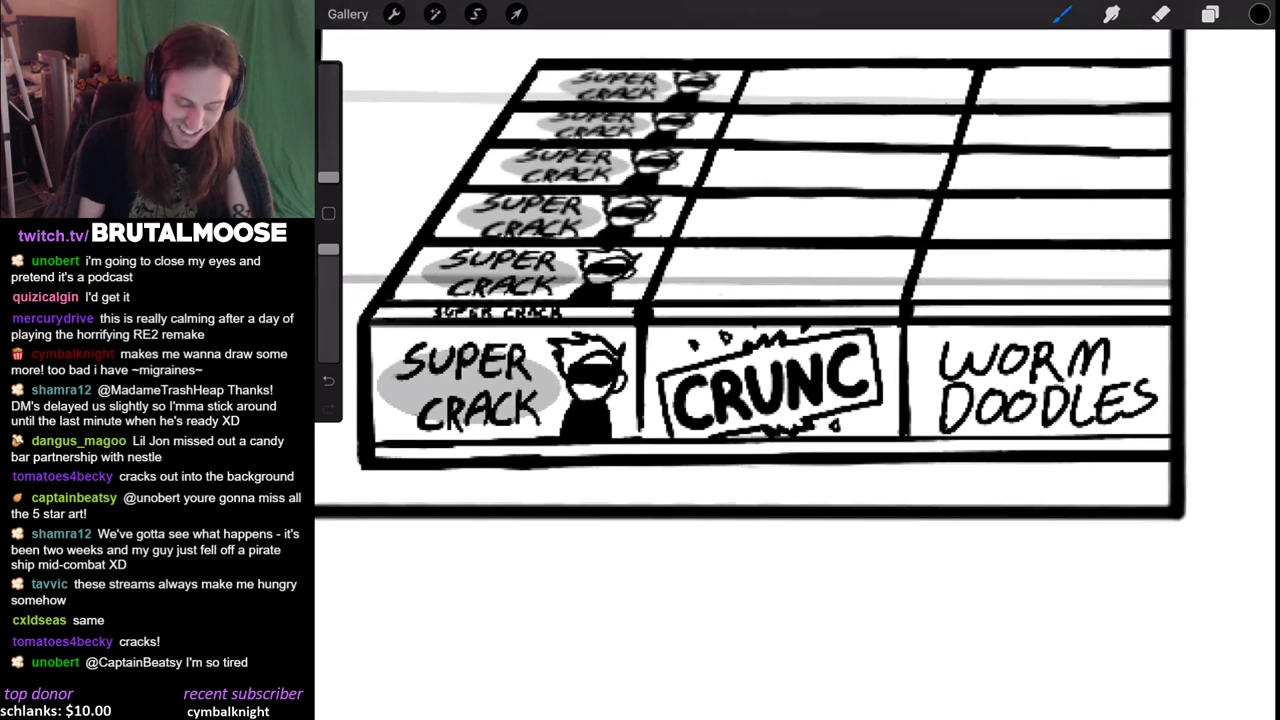 Gallery
SUPER
CRACK
SUPER
CRACK
SUPER
CRACK
SUPER
CRACK
SUPER
CRACK
SUPER CRACK
SUPER
CRACK
CRUNC
WORM
DOODLES
twitch.tv/BRUTALMOOSE
unobert i'm going to close my eyes and
pretend it's a podcast
quizicalgin I'd get it
mercurydrive this is really calming after a day of
playing the horrifying RE2 remake
cymbalknight makes me wanna draw some
more! too bad i have ~migraines~
shamra12 @MadameTrashHeap Thanks!
DM's delayed us slightly so I'mma stick around
until the last minute when he's ready XD
dangus_magoo Lil Jon missed out a candy
bar partnership with nestle
tomatoes4becky cracks out into the background
captainbeatsy @unobert youre gonna miss all
the 5 star art!
shamra12 We've gotta see what happens - it's
been two weeks and my guy just fell off a pirate
ship mid-combat XD
tavvic these streams always make me hungry
somehow
cxldseas same
tomatoes4becky cracks!
unobert @CaptainBeatsy I'm so tired
top donor
schlanks: $10.00
recent subscriber
cymbalknight